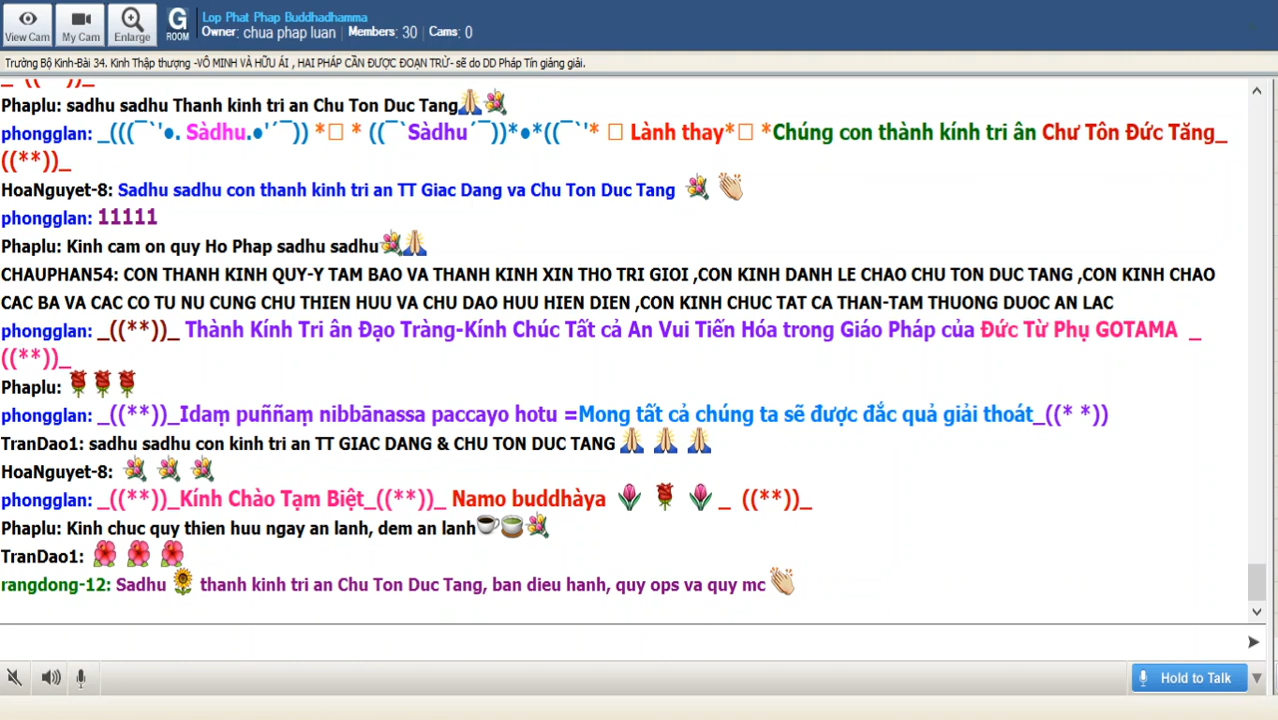 View Cam
My Cam
Enlarge
G
ROOM
Lop Phat Phap Buddhadhamma
Owner: chua phap luan Members: 30 Cams: 0
Trường Bộ Kinh-Bài 34. Kinh Thập thượng -VÔ MINH VÀ HỮU ÁI , HAI PHÁP CẦN ĐƯỢC ĐOẠN TRỪ- sẽ do DD Pháp Tín giảng giải.
_ ((**))_
Phaplu: sadhu sadhu Thanh kinh tri an Chu Ton Duc Tang🙏💐
phongglan: _(((¯`'●. Sàdhu.●'´¯)) *□ * ((¯`Sàdhu´¯))*●*((¯`'* □ Lành thay*□ *Chúng con thành kính tri ân Chư Tôn Đức Tăng_
((**))_
HoaNguyet-8: Sadhu sadhu con thanh kinh tri an TT Giac Dang va Chu Ton Duc Tang 💐 👏
phongglan: 11111
Phaplu: Kinh cam on quy Ho Phap sadhu sadhu💐🙏
CHAUPHAN54: CON THANH KINH QUY-Y TAM BAO VA THANH KINH XIN THO TRI GIOI ,CON KINH DANH LE CHAO CHU TON DUC TANG ,CON KINH CHAO
CAC BA VA CAC CO TU NU CUNG CHU THIEN HUU VA CHU DAO HUU HIEN DIEN ,CON KINH CHUC TAT CA THAN-TAM THUONG DUOC AN LAC
phongglan: _((**))_ Thành Kính Tri ân Đạo Tràng-Kính Chúc Tất cả An Vui Tiến Hóa trong Giáo Pháp của Đức Từ Phụ GOTAMA _
((**))_
Phaplu: 🌹🌹🌹
phongglan: _((**))_Idaṃ puññaṃ nibbānassa paccayo hotu =Mong tất cả chúng ta sẽ được đắc quả giải thoát_((* *))
TranDao1: sadhu sadhu con kinh tri an TT GIAC DANG & CHU TON DUC TANG 🙏 🙏 🙏
HoaNguyet-8: 💐 💐 💐
phongglan: _((**))_Kính Chào Tạm Biệt_((**))_ Namo buddhàya 🌷 🌹 🌷 _ ((**))_
Phaplu: Kinh chuc quy thien huu ngay an lanh, dem an lanh☕🍵💐
TranDao1: 🌺 🌺 🌺
rangdong-12: Sadhu 🌻 thanh kinh tri an Chu Ton Duc Tang, ban dieu hanh, quy ops va quy mc 👏
Hold to Talk